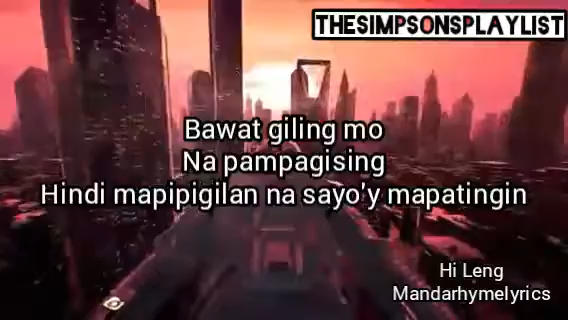 THESIMPSONSPLAYLIST
Bawat giling mo
Na pampagising
Hindi mapipigilan na sayo'y mapatingin
Hi Leng
Mandarhymelyrics